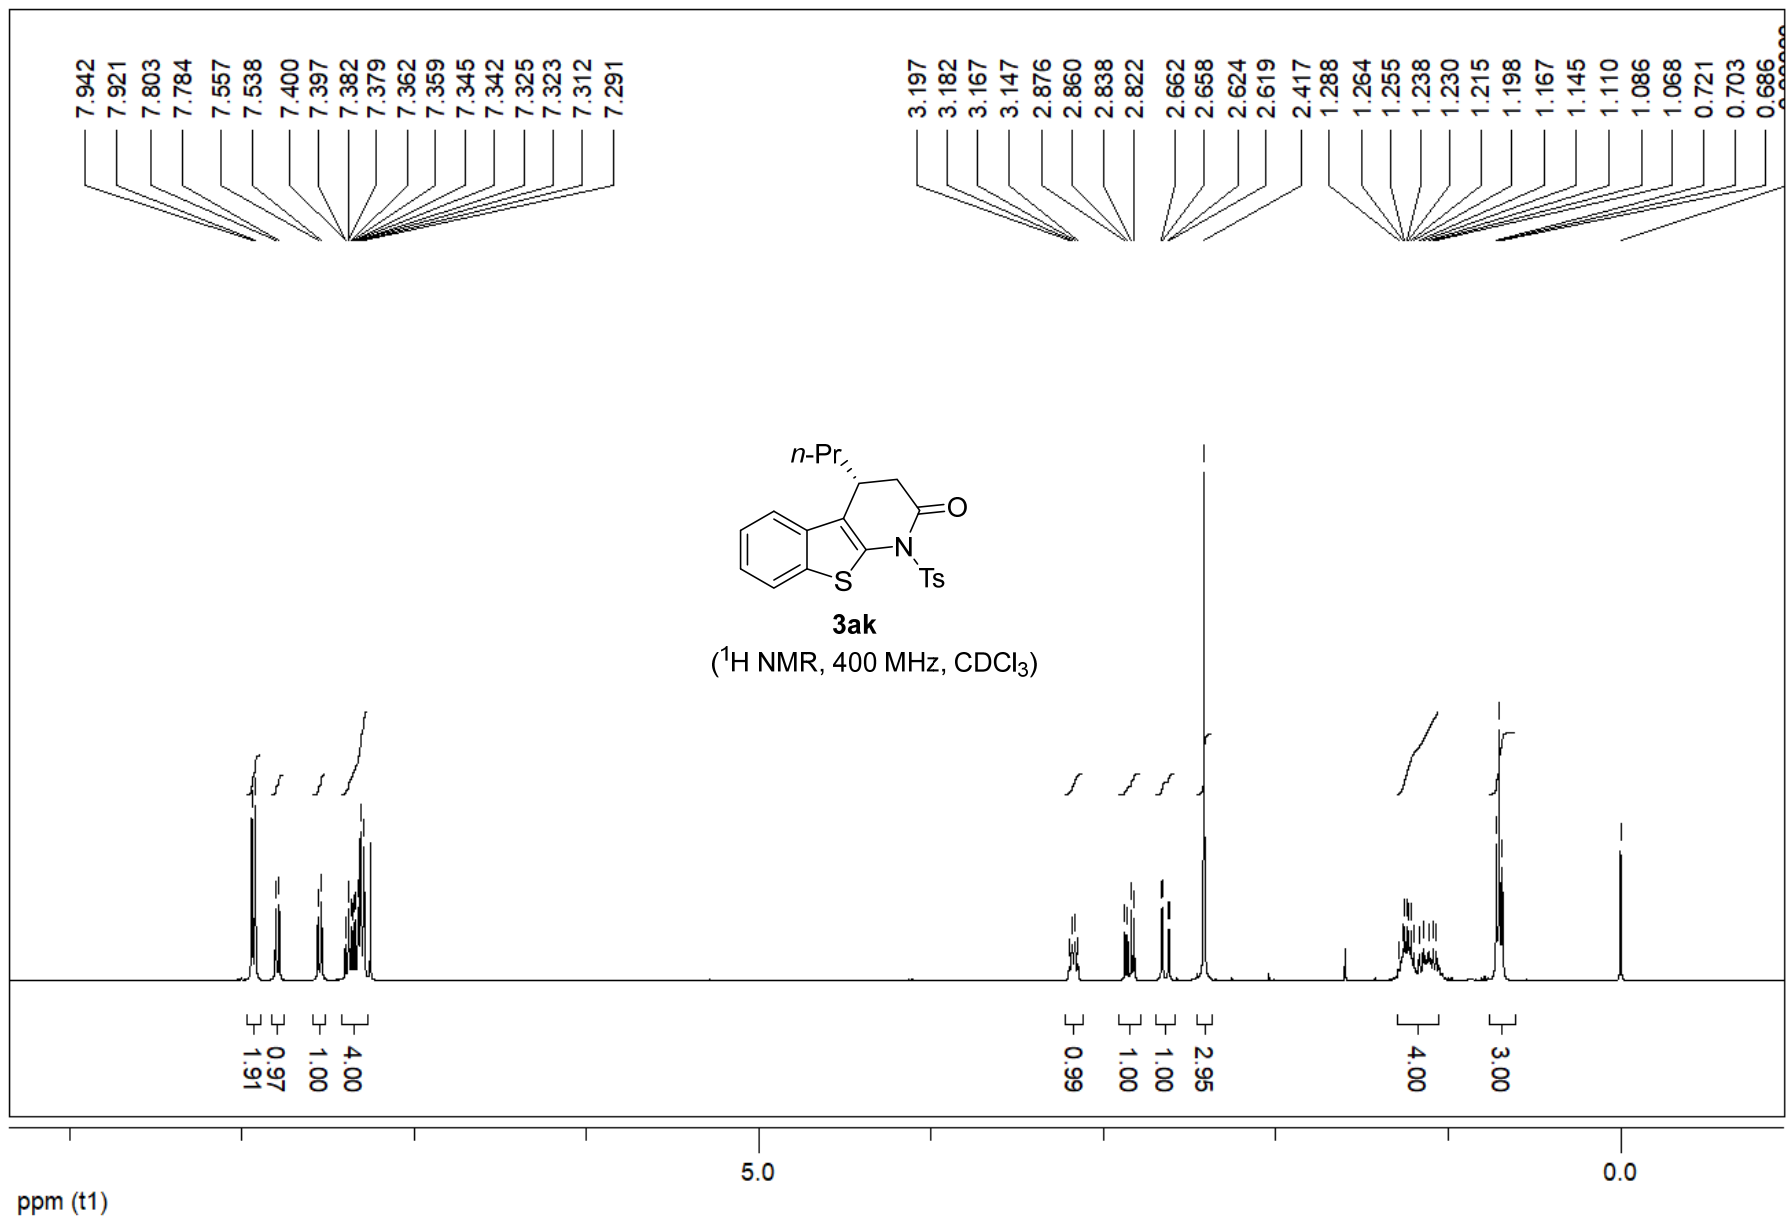 7.942 7.921 7.803 7.784 7.557 7.538 7.400 7.397 7.382 7.379 7.362 7.359 7.345 7.342 7.325 7.323 7.312 7.291
3.197 3.182 3.167 3.147 2.876 2.860 2.838 2.822 2.662 2.658 2.624 2.619 2.417 1.288 1.264 1.255 1.238 1.230 1.215 1.198 1.167 1.145 1.110 1.086 1.068 0.721 0.703 0.686
n-Pr
O
N
S
Ts
3ak
(¹H NMR, 400 MHz, CDCl₃)
1.91 0.97 1.00 4.00 0.99 1.00 1.00 2.95 4.00 3.00
5.0 0.0
ppm (t1)